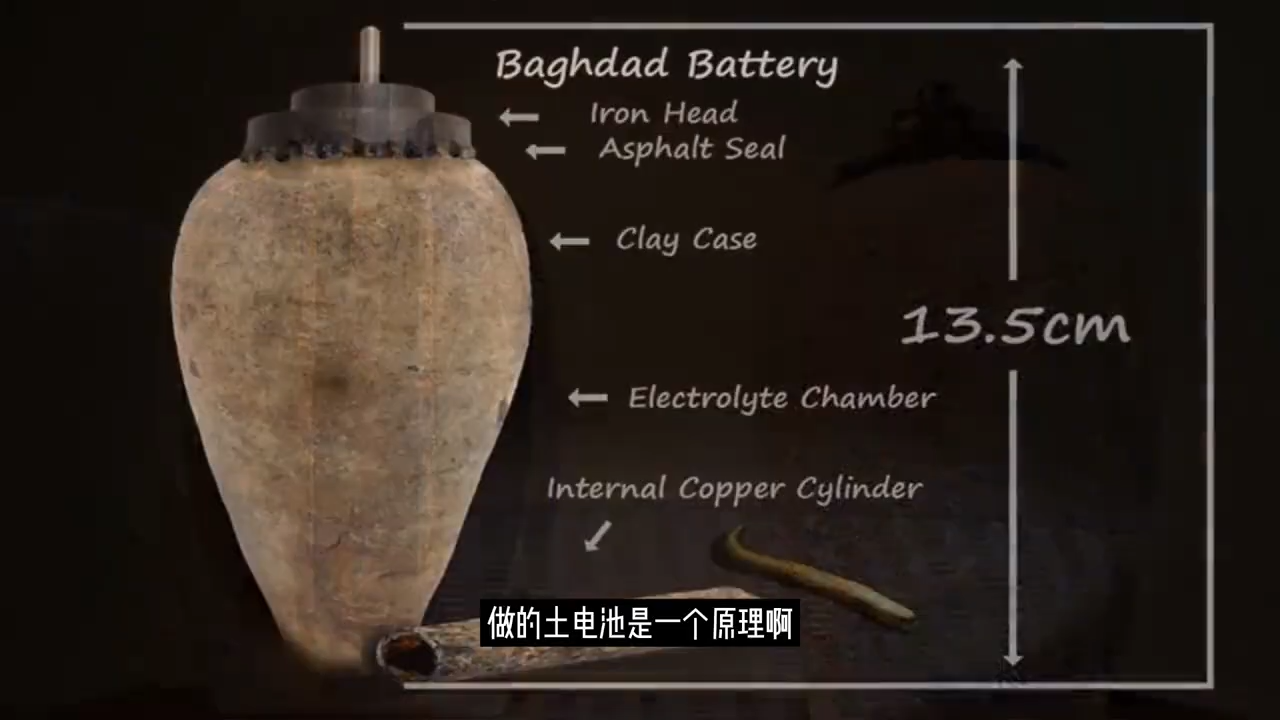 Baghdad Battery
Iron Head
Asphalt Seal
Clay Case
13.5cm
Electrolyte Chamber
Internal Copper Cylinder
做的土电池是一个原理啊